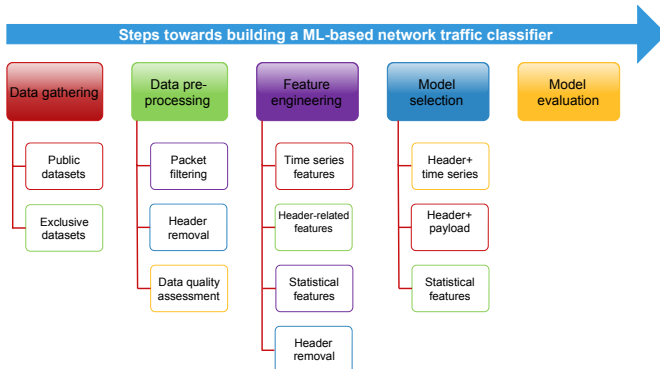 Steps towards building a ML-based network traffic classifier
Data gathering
Public
datasets
Exclusive
datasets
Data pre-
processing
Packet
filtering
Header
removal
Data quality
assessment
Feature
engineering
Time series
features
Header-related
features
Statistical
features
Header
removal
Model
selection
Header+
time series
Header+
payload
Statistical
features
Model
evaluation